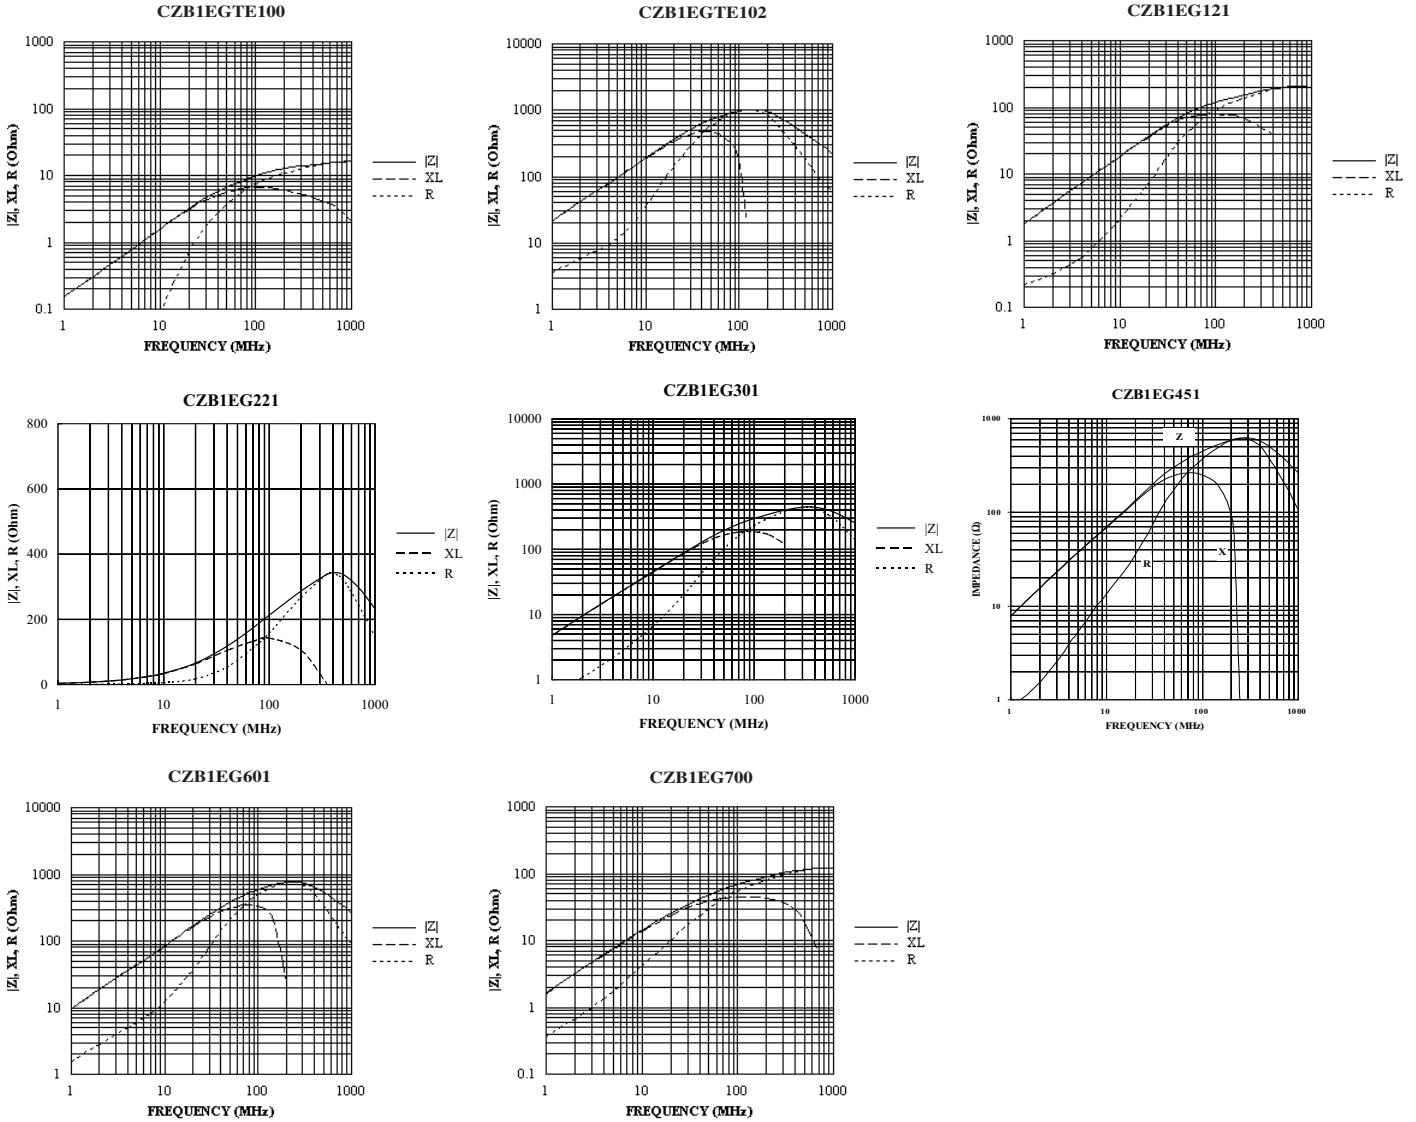 CZB1EGTE100
|Z|, XL, R (Ohm)
1000
100
10
1
0.1
1 10 100 1000
FREQUENCY (MHz)
|Z|
XL
R
CZB1EGTE102
|Z|, XL, R (Ohm)
10000
1000
100
10
1
1 10 100 1000
FREQUENCY (MHz)
|Z|
XL
R
CZB1EG121
|Z|, XL, R (Ohm)
1000
100
10
1
0.1
1 10 100 1000
FREQUENCY (MHz)
|Z|
XL
R
CZB1EG221
|Z|, XL, R (Ohm)
800
600
400
200
0
1 10 100 1000
FREQUENCY (MHz)
|Z|
XL
R
CZB1EG301
|Z|, XL, R (Ohm)
10000
1000
100
10
1
1 10 100 1000
FREQUENCY (MHz)
|Z|
XL
R
CZB1EG451
IMPEDANCE (Ω)
1000
100
10
1
Z
R
X
1 10 100 1000
FREQUENCY (MHz)
CZB1EG601
|Z|, XL, R (Ohm)
10000
1000
100
10
1
1 10 100 1000
FREQUENCY (MHz)
|Z|
XL
R
CZB1EG700
|Z|, XL, R (Ohm)
1000
100
10
1
0.1
1 10 100 1000
FREQUENCY (MHz)
|Z|
XL
R